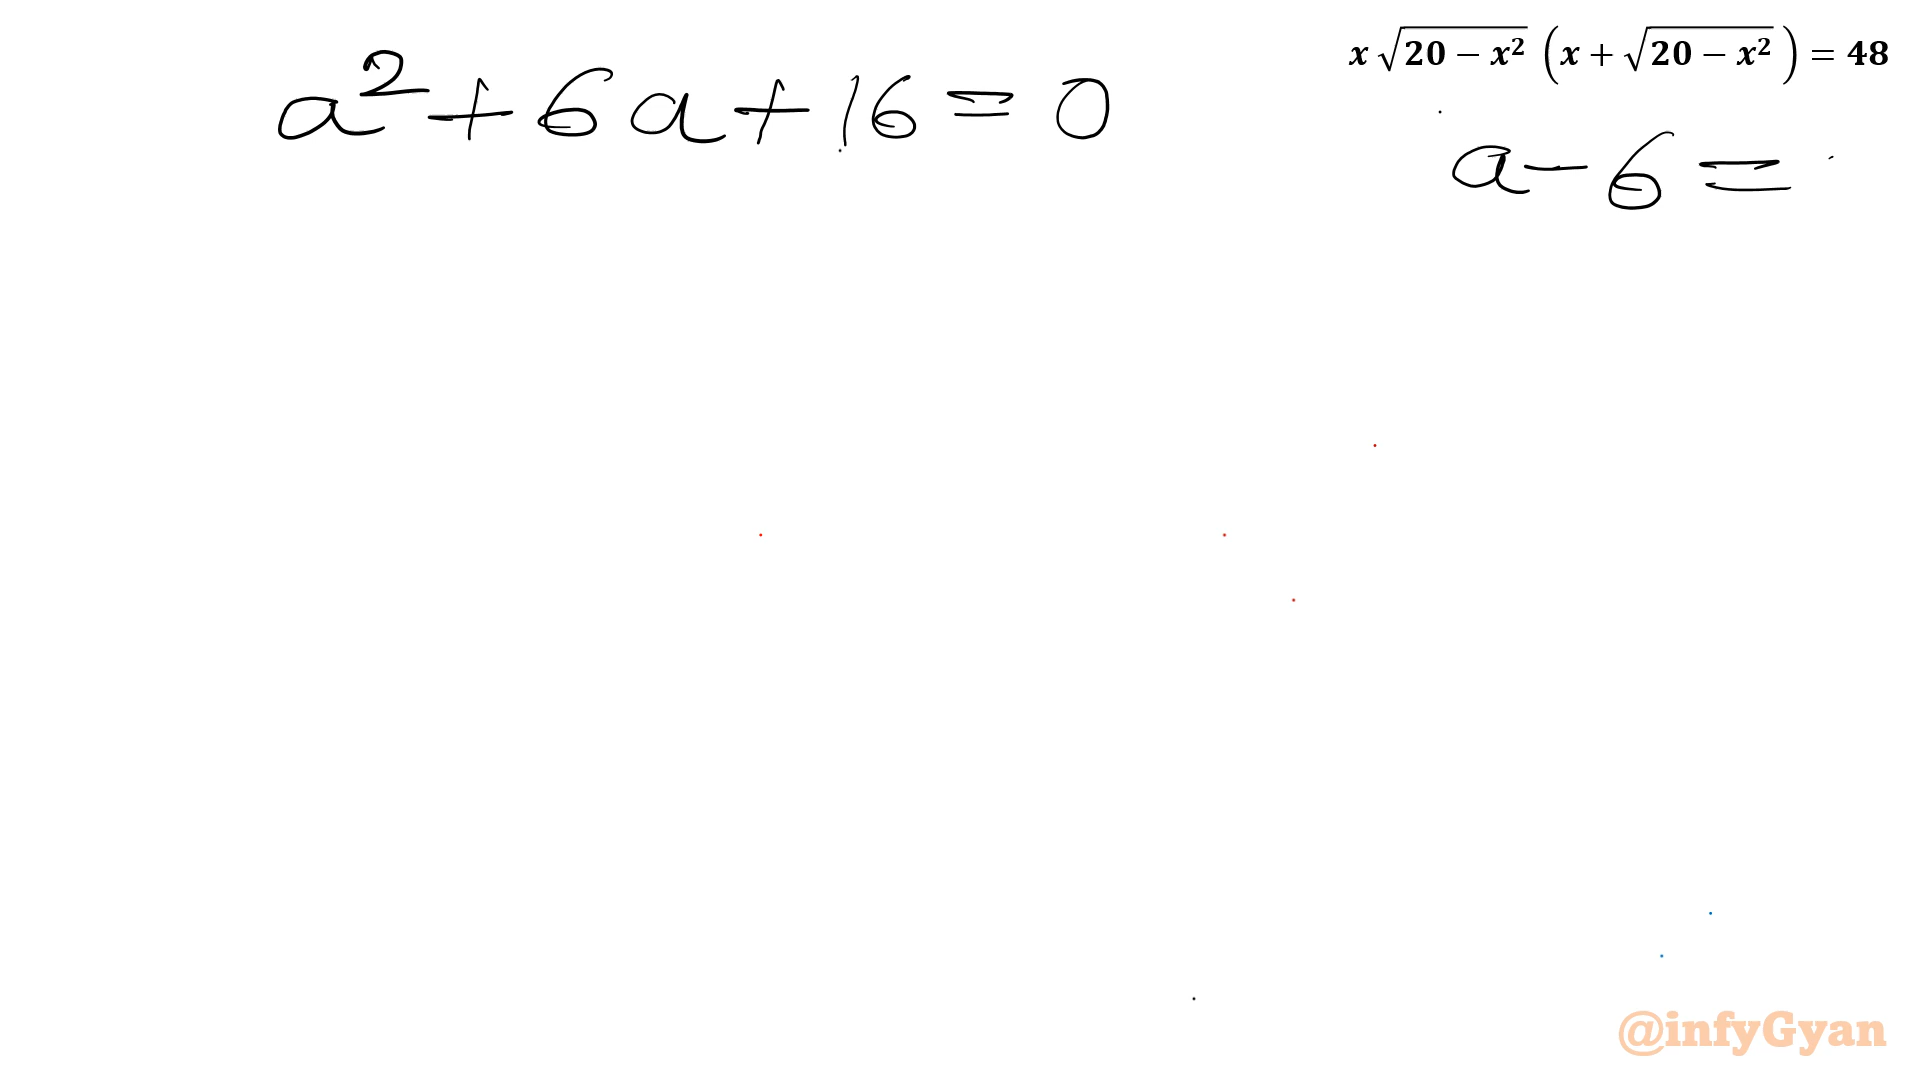 x √(20 − x²) (x + √(20 − x²)) = 48
a² + 6a + 16 = 0
a − 6 =
@infyGyan